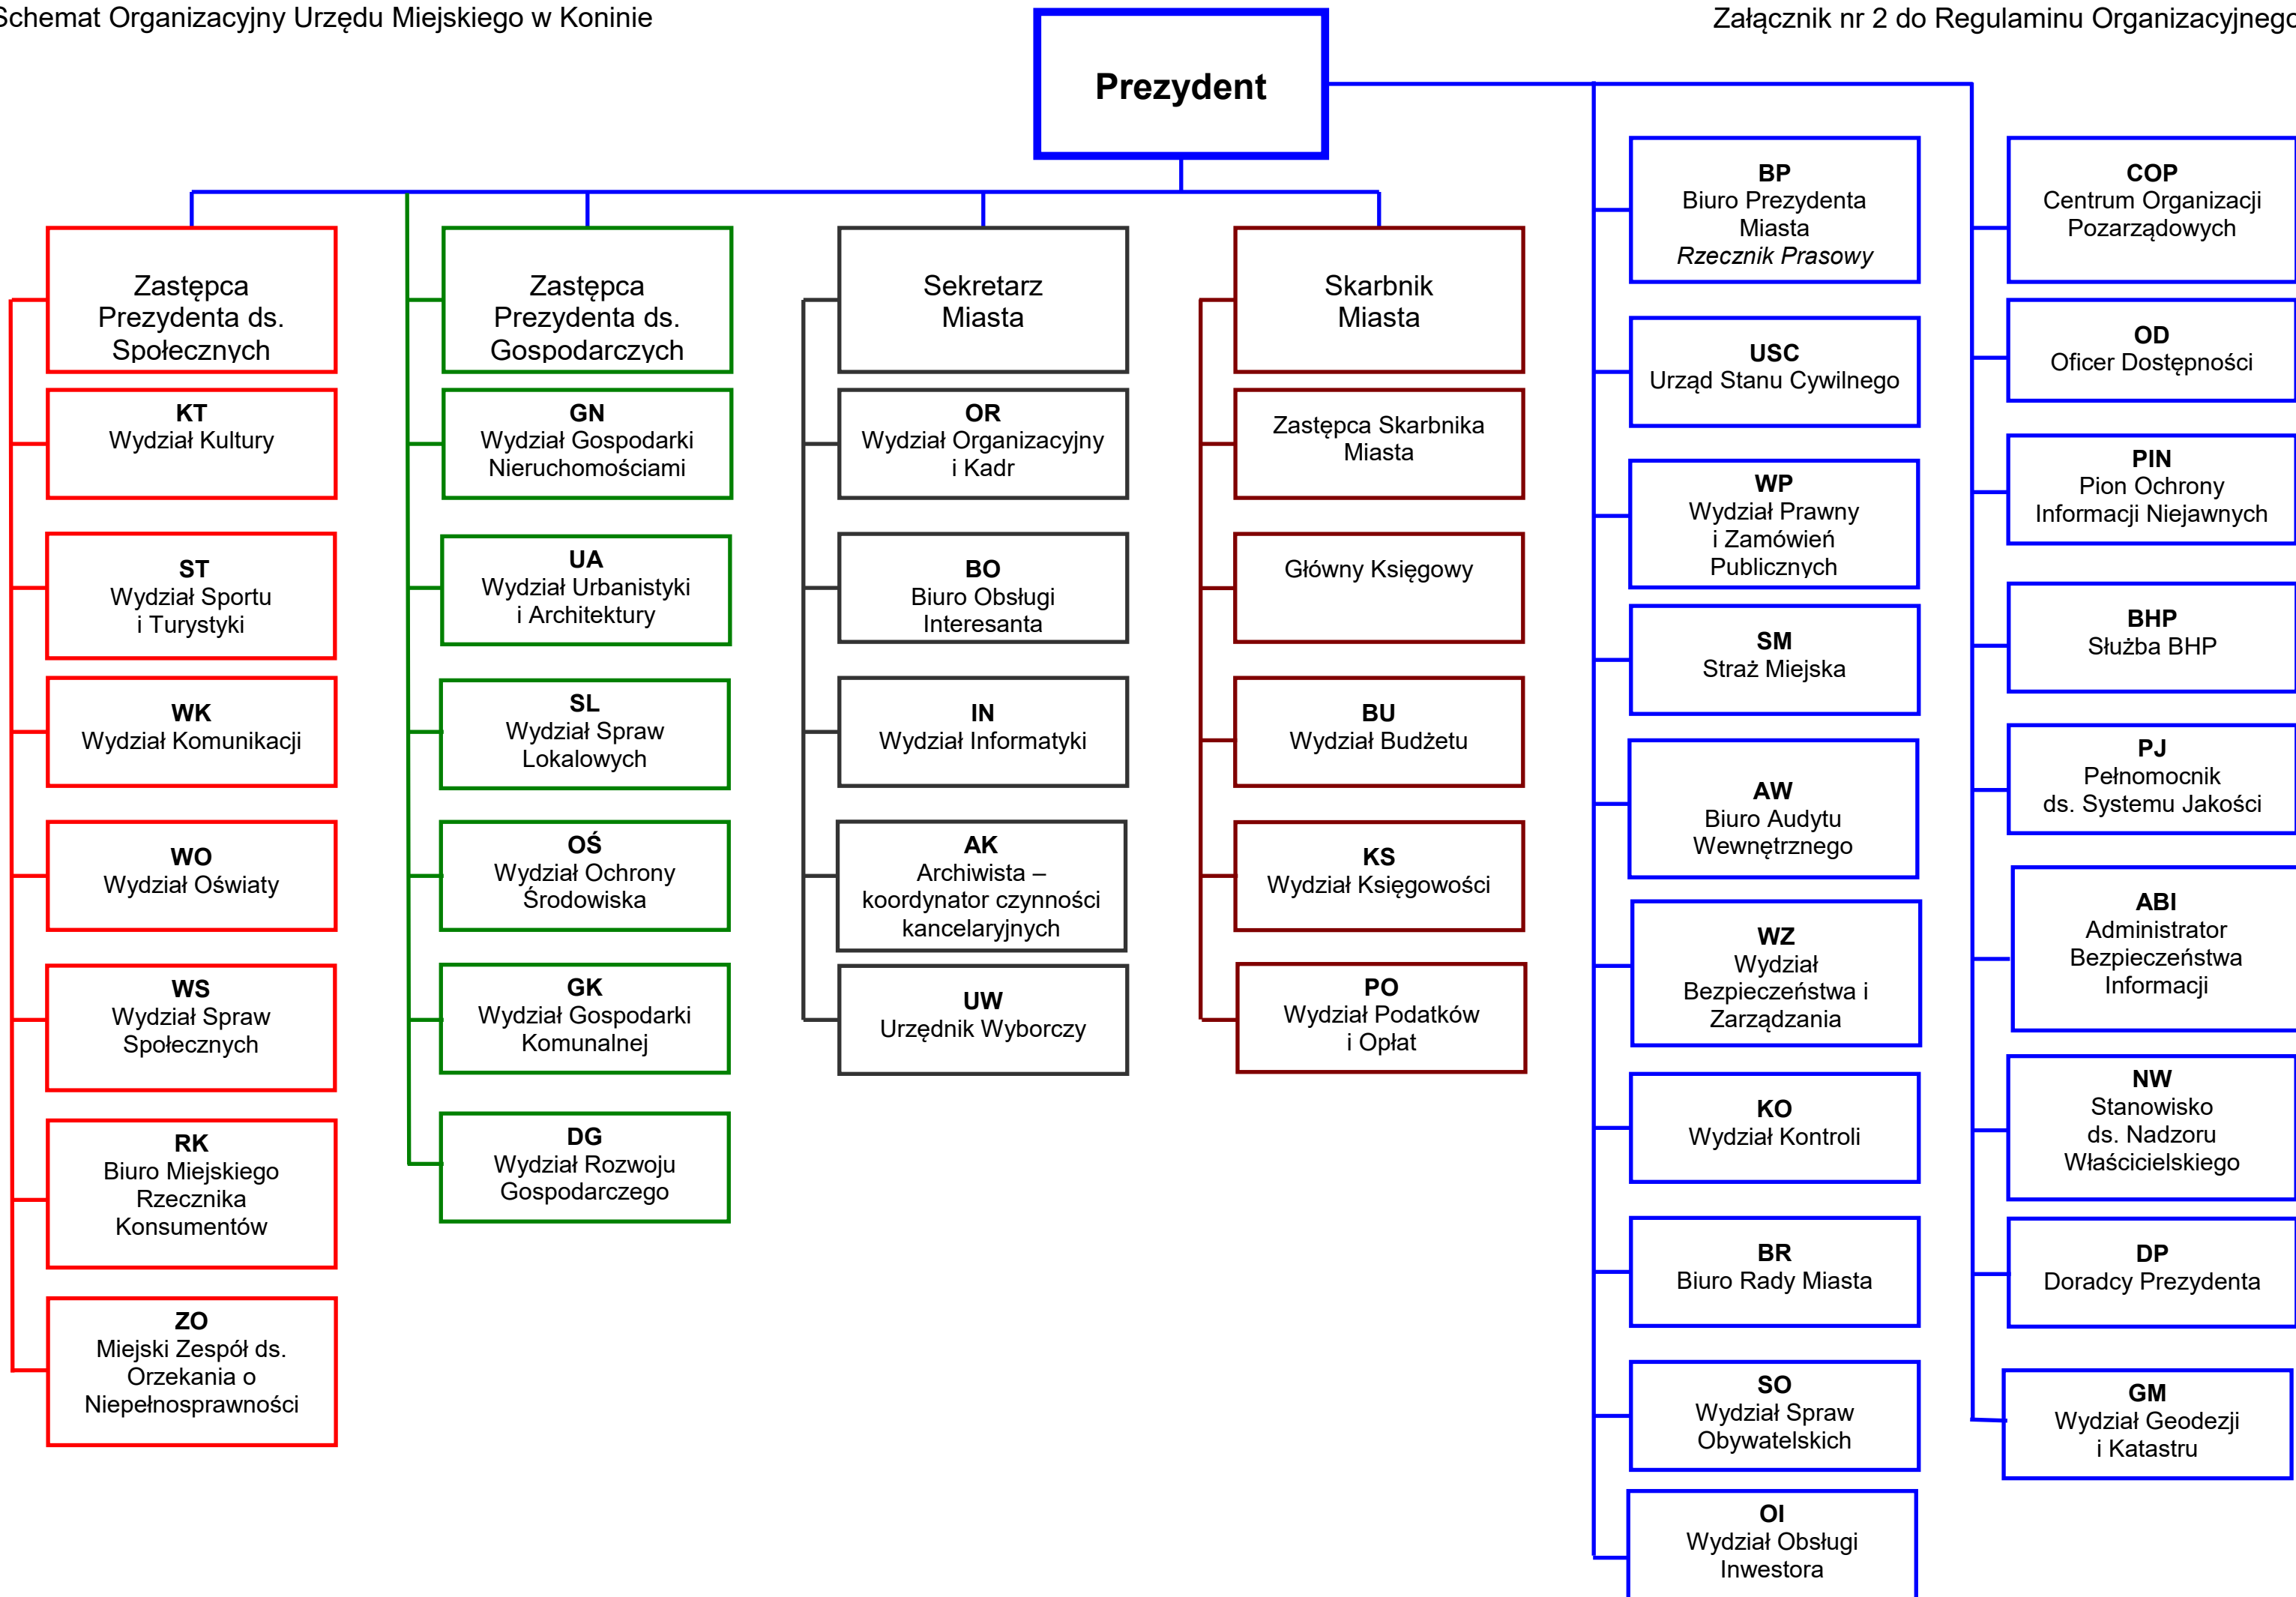 Schemat Organizacyjny Urzędu Miejskiego w Koninie
Załącznik nr 2 do Regulaminu Organizacyjnego
Prezydent
Zastępca
Prezydenta ds.
Społecznych
KT
Wydział Kultury
ST
Wydział Sportu
i Turystyki
WK
Wydział Komunikacji
WO
Wydział Oświaty
WS
Wydział Spraw
Społecznych
RK
Biuro Miejskiego
Rzecznika
Konsumentów
ZO
Miejski Zespół ds.
Orzekania o
Niepełnosprawności
Zastępca
Prezydenta ds.
Gospodarczych
GN
Wydział Gospodarki
Nieruchomościami
UA
Wydział Urbanistyki
i Architektury
SL
Wydział Spraw
Lokalowych
OŚ
Wydział Ochrony
Środowiska
GK
Wydział Gospodarki
Komunalnej
DG
Wydział Rozwoju
Gospodarczego
Sekretarz
Miasta
OR
Wydział Organizacyjny
i Kadr
BO
Biuro Obsługi
Interesanta
IN
Wydział Informatyki
AK
Archiwista –
koordynator czynności
kancelaryjnych
UW
Urzędnik Wyborczy
Skarbnik
Miasta
Zastępca Skarbnika
Miasta
Główny Księgowy
BU
Wydział Budżetu
KS
Wydział Księgowości
PO
Wydział Podatków
i Opłat
BP
Biuro Prezydenta
Miasta
Rzecznik Prasowy
USC
Urząd Stanu Cywilnego
WP
Wydział Prawny
i Zamówień
Publicznych
SM
Straż Miejska
AW
Biuro Audytu
Wewnętrznego
WZ
Wydział
Bezpieczeństwa i
Zarządzania
KO
Wydział Kontroli
BR
Biuro Rady Miasta
SO
Wydział Spraw
Obywatelskich
OI
Wydział Obsługi
Inwestora
COP
Centrum Organizacji
Pozarządowych
OD
Oficer Dostępności
PIN
Pion Ochrony
Informacji Niejawnych
BHP
Służba BHP
PJ
Pełnomocnik
ds. Systemu Jakości
ABI
Administrator
Bezpieczeństwa
Informacji
NW
Stanowisko
ds. Nadzoru
Właścicielskiego
DP
Doradcy Prezydenta
GM
Wydział Geodezji
i Katastru